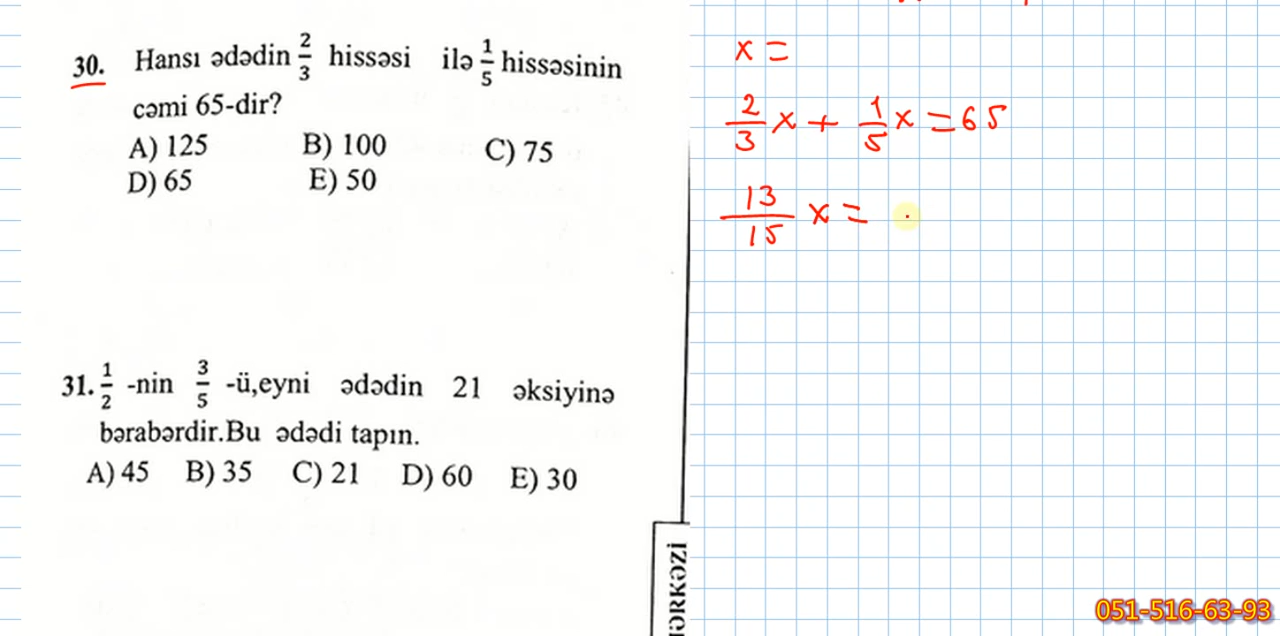 30. Hansı ədədin 2/3 hissəsi ilə 1/5 hissəsinin
cəmi 65-dir?
A) 125 B) 100 C) 75
D) 65 E) 50
31. 1/2 -nin 3/5 -ü,eyni ədədin 21 əksiyinə
bərabərdir.Bu ədədi tapın.
A) 45 B) 35 C) 21 D) 60 E) 30
x =
2/3 x + 1/5 x = 65
13/15 x =
ƏRKƏZİ
051-516-63-93